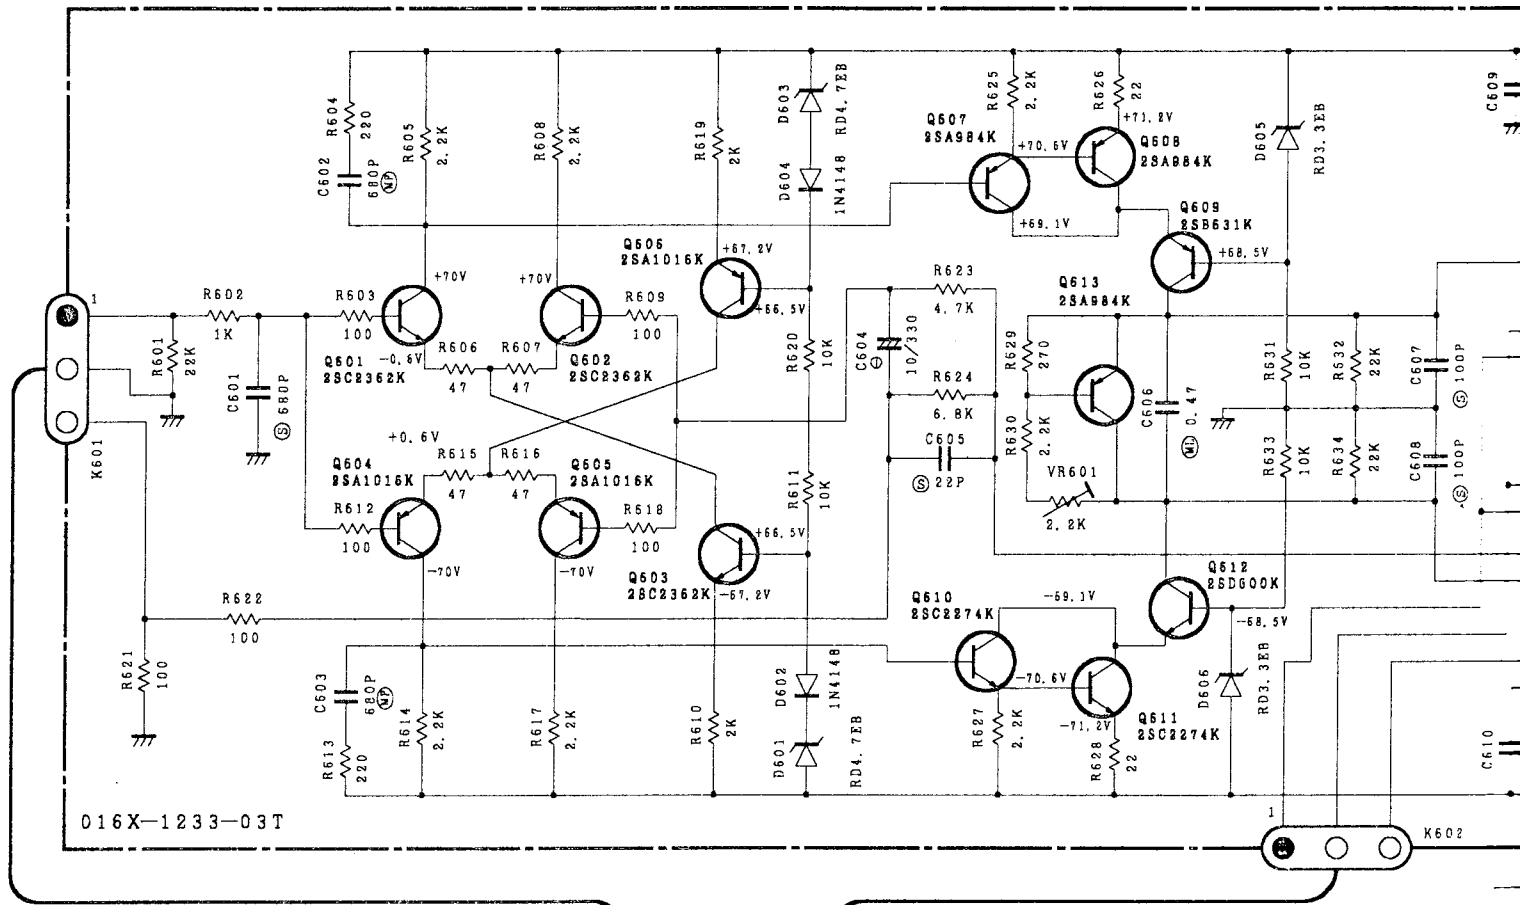 R604
220
C602
680P
MP
R605
2.2K
R608
2.2K
R619
2K
D603
RD4.7EB
D604
1N4148
R625
2.2K
R626
22
Q607
2SA984K
+71.2V
Q608
2SA984K
+70.6V
+69.1V
D605
RD3.3EB
C609
Q609
2SB631K
+68.5V
Q606
2SA1016K
+67.2V
+66.5V
+70V
+70V
1
R602
1K
R603
100
R609
100
R601
22K
C601
S
680P
Q601
2SC2362K
-0.6V
R606
47
R607
47
Q602
2SC2362K
R620
10K
R623
4.7K
C604
10/330
R624
6.8K
C605
S
22P
Q613
2SA984K
R629
270
R630
2.2K
VR601
2.2K
C606
0.47
R631
10K
R632
22K
C607
100P
S
R633
10K
R634
22K
C608
100P
S
K601
+0.6V
R615
47
R616
47
Q604
2SA1016K
Q605
2SA1016K
R611
10K
R612
100
R618
100
-70V
-70V
+66.5V
Q603
2SC2362K
-67.2V
R622
100
R621
100
Q612
2SD600K
-68.5V
Q610
2SC2274K
-69.1V
-70.6V
-71.2V
Q611
2SC2274K
D606
RD3.3EB
C603
680P
MP
R613
220
R614
2.2K
R617
2.2K
R610
2K
D602
1N4148
D601
RD4.7EB
R627
2.2K
R628
22
C610
016X-1233-03T
1
K602